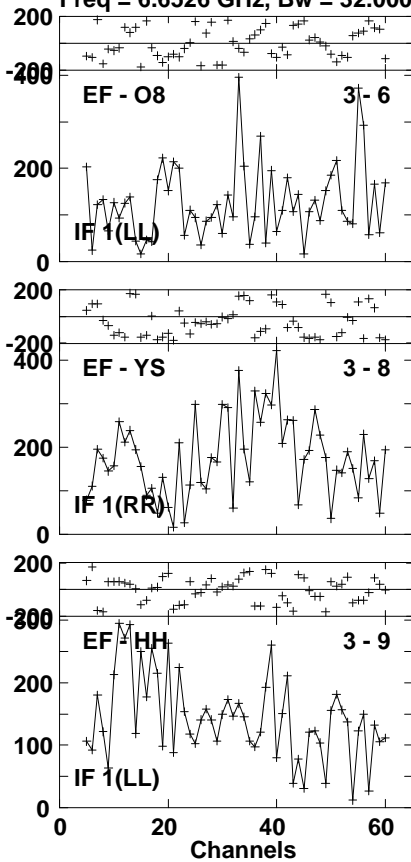 Freq = 6.6526 GHz, Bw = 32.000
200
-200
400
EF - O8 3 - 6
200
IF 1(LL)
0
200
-200
400
EF - YS 3 - 8
200
IF 1(RR)
0
200
-200
300
EF - HH 3 - 9
200
100
IF 1(LL)
0
0 20 40 60
Channels